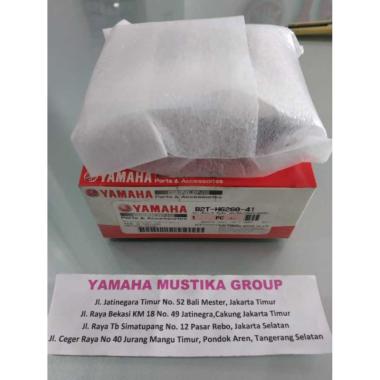 YAMAHA
Parts & Accessories
YAMAHA
Parts & Accessories
B2T-H6260-41
1 PC
YAMAHA MUSTIKA GROUP
Jl. Jatinegara Timur No. 52 Bali Mester, Jakarta Timur
Jl. Raya Bekasi KM 18 No. 49 Jatinegra,Cakung Jakarta Timur
Jl. Raya Tb Simatupang No. 12 Pasar Rebo, Jakarta Selatan
Jl. Ceger Raya No 40 Jurang Mangu Timur, Pondok Aren, Tangerang Selatan